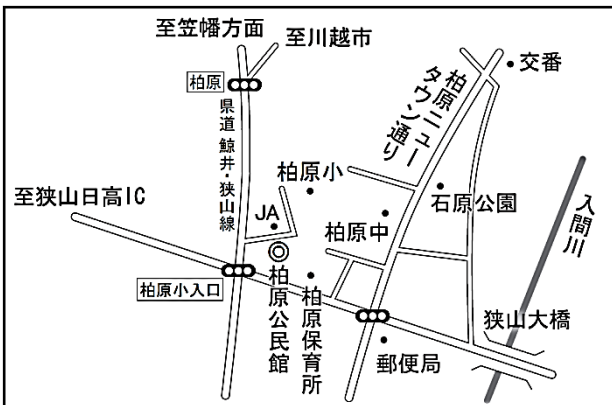 至笠幡方面
至川越市
交番
柏原
柏原ニュー
タウン通り
県道 鯨井・狭山線
柏原小
至狭山日高IC
JA
石原公園
入間川
柏原中
柏原小入口
柏原公民館
柏原保育所
狭山大橋
郵便局